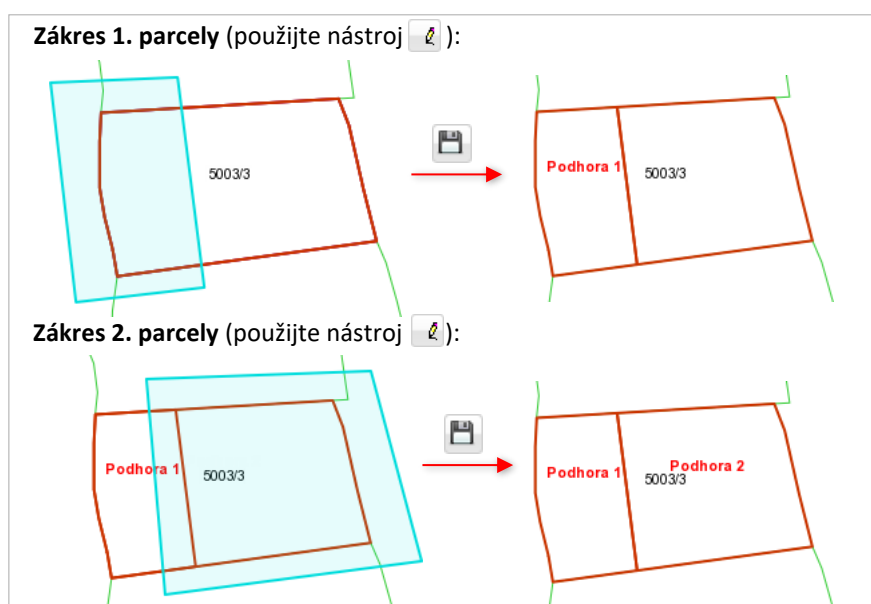 Zákres 1. parcely (použijte nástroj ):
5003/3
Podhora 1 5003/3
Zákres 2. parcely (použijte nástroj ):
Podhora 1 5003/3
Podhora 1 5003/3 Podhora 2